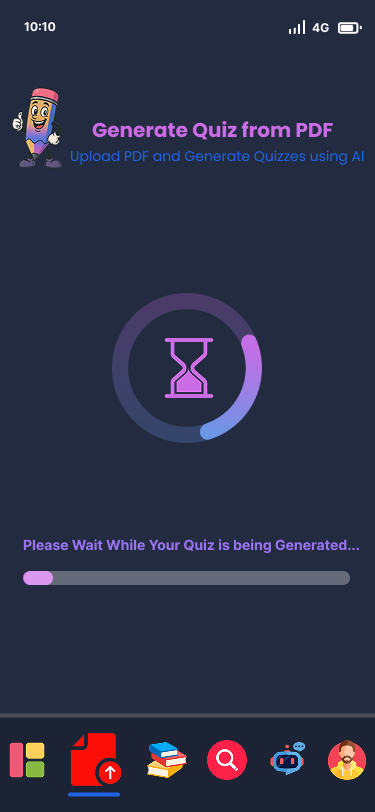 10:10
4G
Generate Quiz from PDF
Upload PDF and Generate Quizzes using AI
Please Wait While Your Quiz is being Generated...